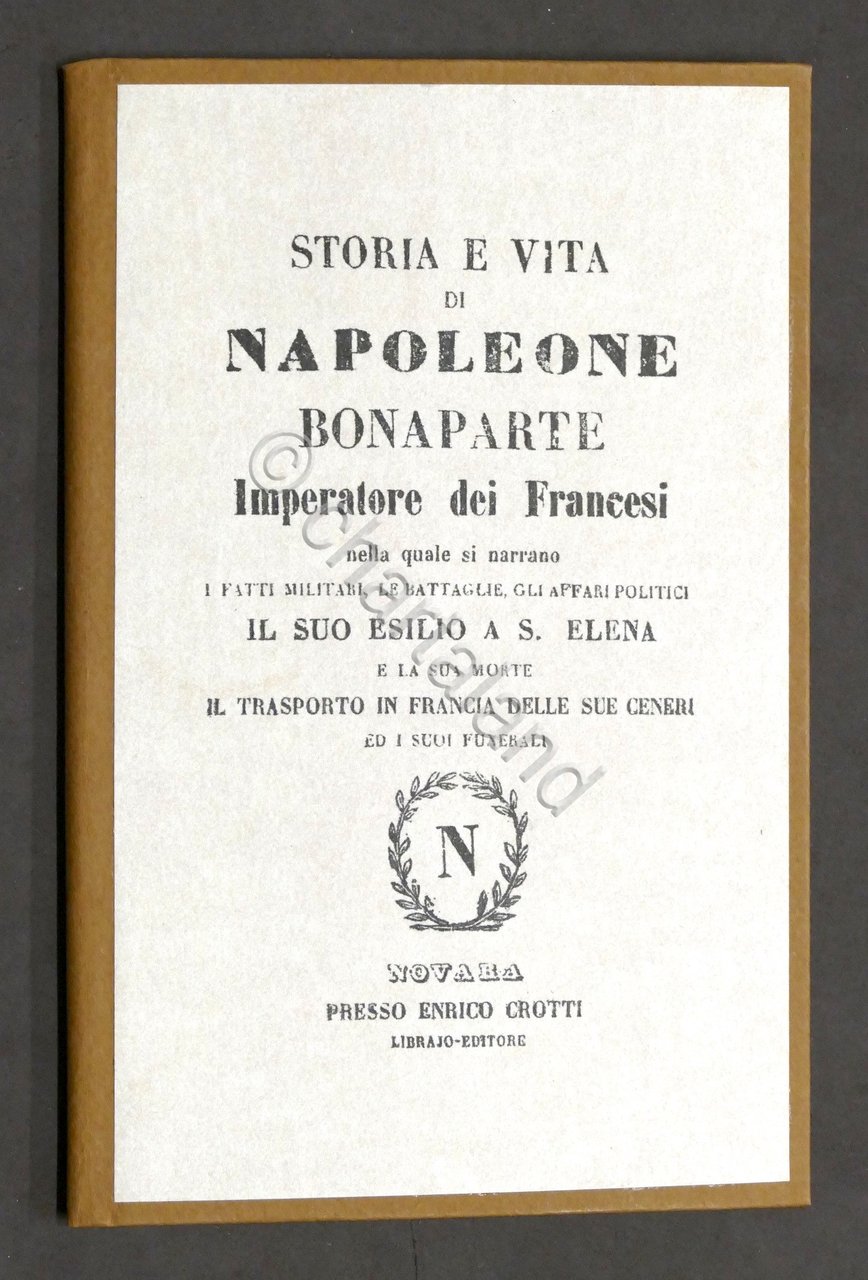 STORIA E VITA
DI
NAPOLEONE
BONAPARTE
Imperatore dei Francesi
nella quale si narrano
I FATTI MILITARI, LE BATTAGLIE, GLI AFFARI POLITICI
IL SUO ESILIO A S. ELENA
E LA SUA MORTE
IL TRASPORTO IN FRANCIA DELLE SUE CENERI
ED I SUOI FUNERALI
N
NOVARA
PRESSO ENRICO CROTTI
LIBRAJO-EDITORE
© chartaland